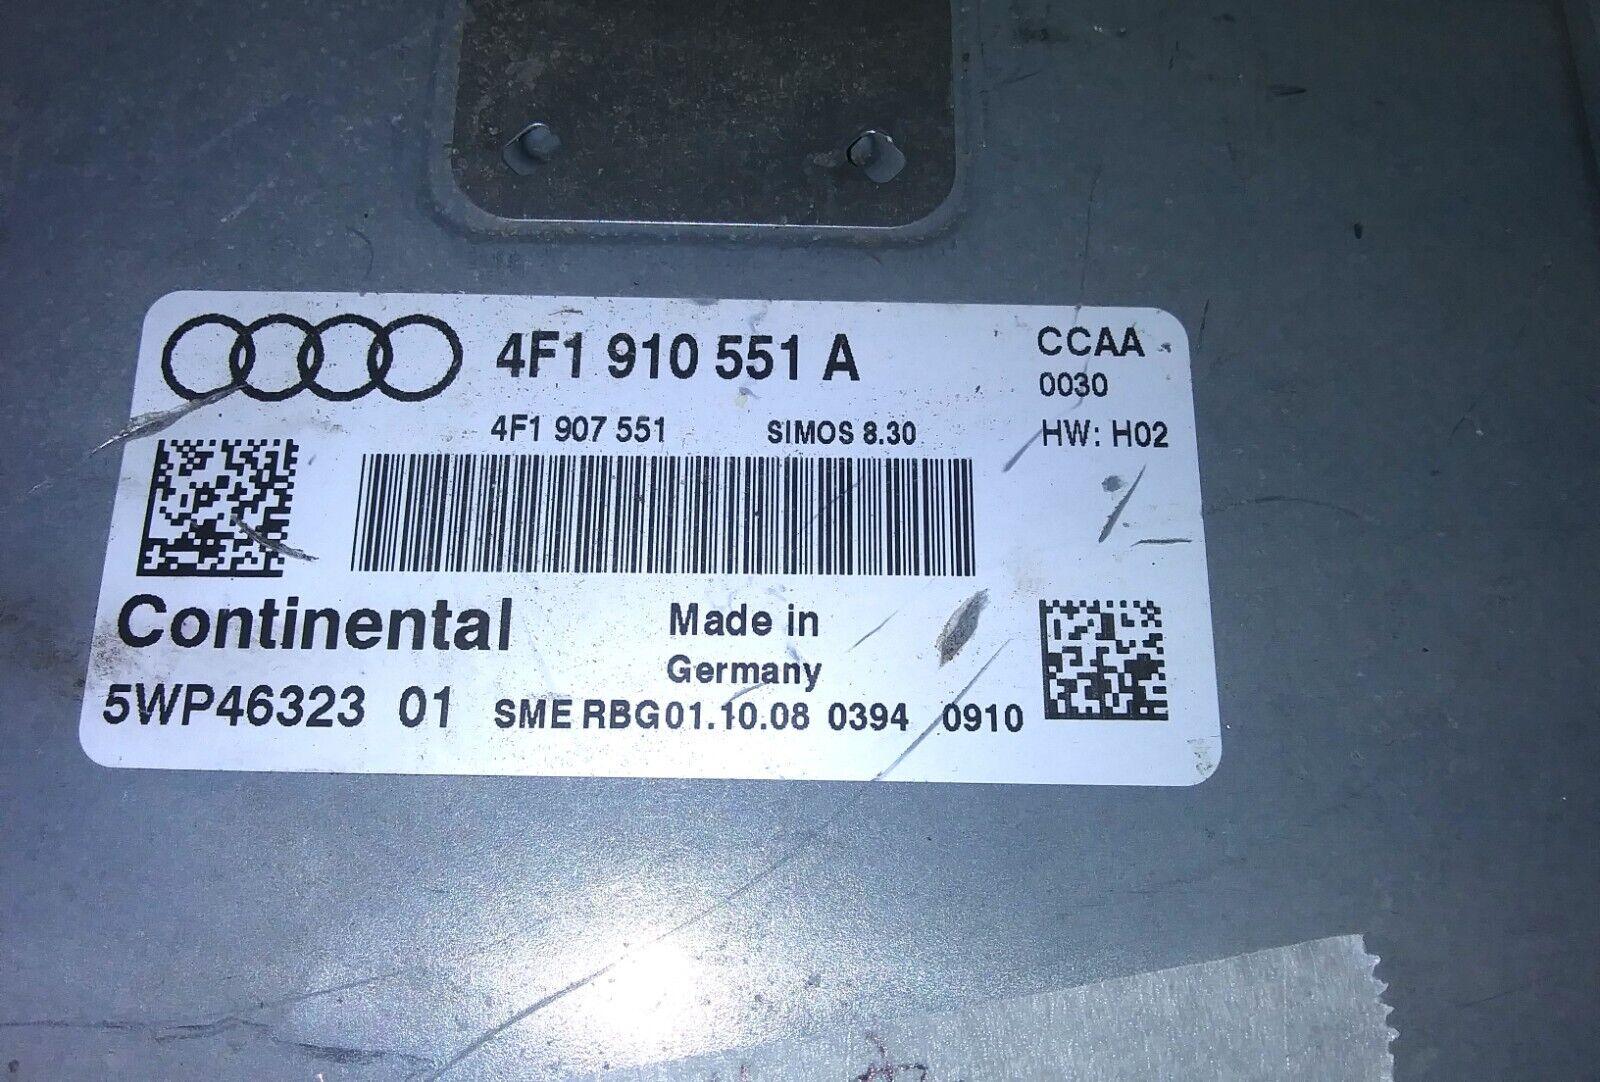 4F1 910 551 A CCAA
0030
4F1 907 551 SIMOS 8.30 HW: H02
Continental Made in
Germany
5WP46323 01 SME RBG01.10.08 0394 0910